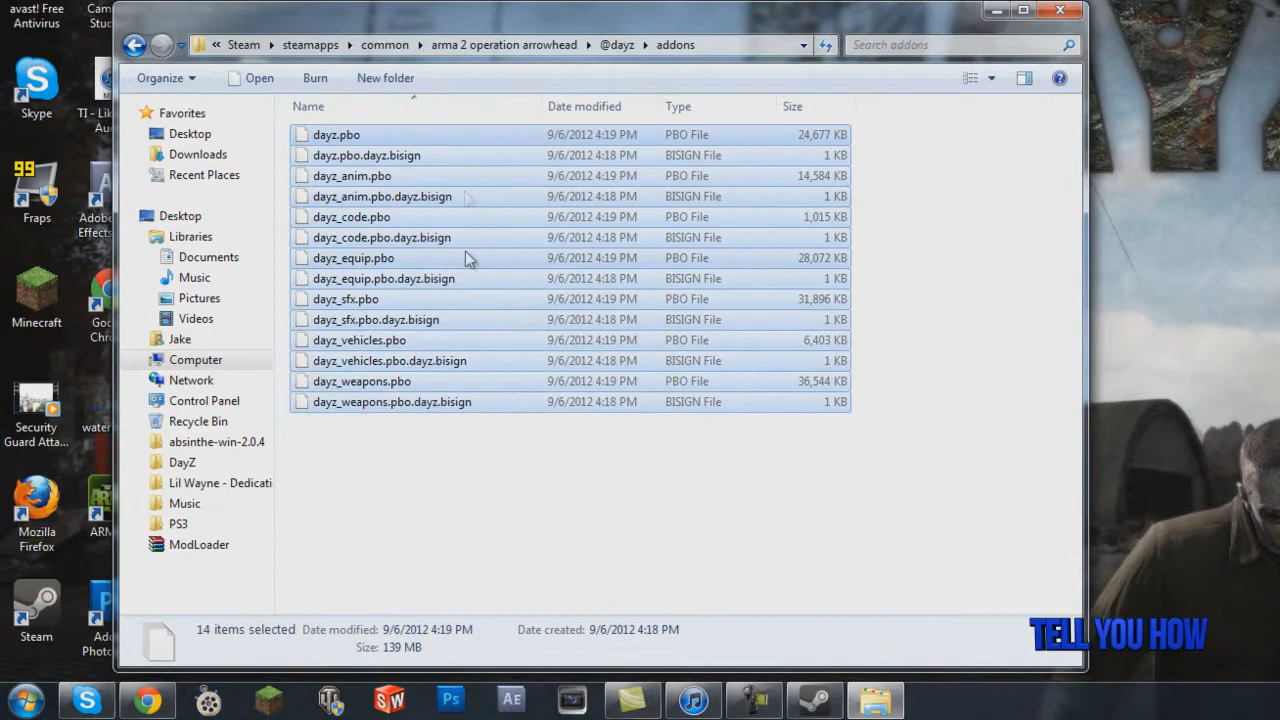 avast! Free Antivirus
Cam Stud
Skype
TI - Lik Au
99
Fraps
Adobe Effects
Minecraft
Goo Chro
Security Guard Atta...
water
Mozilla Firefox
ARM
Steam
Ado Photo
« Steam steamapps common arma 2 operation arrowhead @dayz addons
Search addons
Organize Open Burn New folder
Name Date modified Type Size
Favorites
Desktop
Downloads
Recent Places
Desktop
Libraries
Documents
Music
Pictures
Videos
Jake
Computer
Network
Control Panel
Recycle Bin
absinthe-win-2.0.4
DayZ
Lil Wayne - Dedicati
Music
PS3
ModLoader
dayz.pbo 9/6/2012 4:19 PM PBO File 24,677 KB
dayz.pbo.dayz.bisign 9/6/2012 4:18 PM BISIGN File 1 KB
dayz_anim.pbo 9/6/2012 4:19 PM PBO File 14,584 KB
dayz_anim.pbo.dayz.bisign 9/6/2012 4:18 PM BISIGN File 1 KB
dayz_code.pbo 9/6/2012 4:19 PM PBO File 1,015 KB
dayz_code.pbo.dayz.bisign 9/6/2012 4:18 PM BISIGN File 1 KB
dayz_equip.pbo 9/6/2012 4:19 PM PBO File 28,072 KB
dayz_equip.pbo.dayz.bisign 9/6/2012 4:18 PM BISIGN File 1 KB
dayz_sfx.pbo 9/6/2012 4:19 PM PBO File 31,896 KB
dayz_sfx.pbo.dayz.bisign 9/6/2012 4:18 PM BISIGN File 1 KB
dayz_vehicles.pbo 9/6/2012 4:19 PM PBO File 6,403 KB
dayz_vehicles.pbo.dayz.bisign 9/6/2012 4:18 PM BISIGN File 1 KB
dayz_weapons.pbo 9/6/2012 4:19 PM PBO File 36,544 KB
dayz_weapons.pbo.dayz.bisign 9/6/2012 4:18 PM BISIGN File 1 KB
14 items selected Date modified: 9/6/2012 4:19 PM Date created: 9/6/2012 4:18 PM
Size: 139 MB
TELL YOU HOW
SW Ps AE